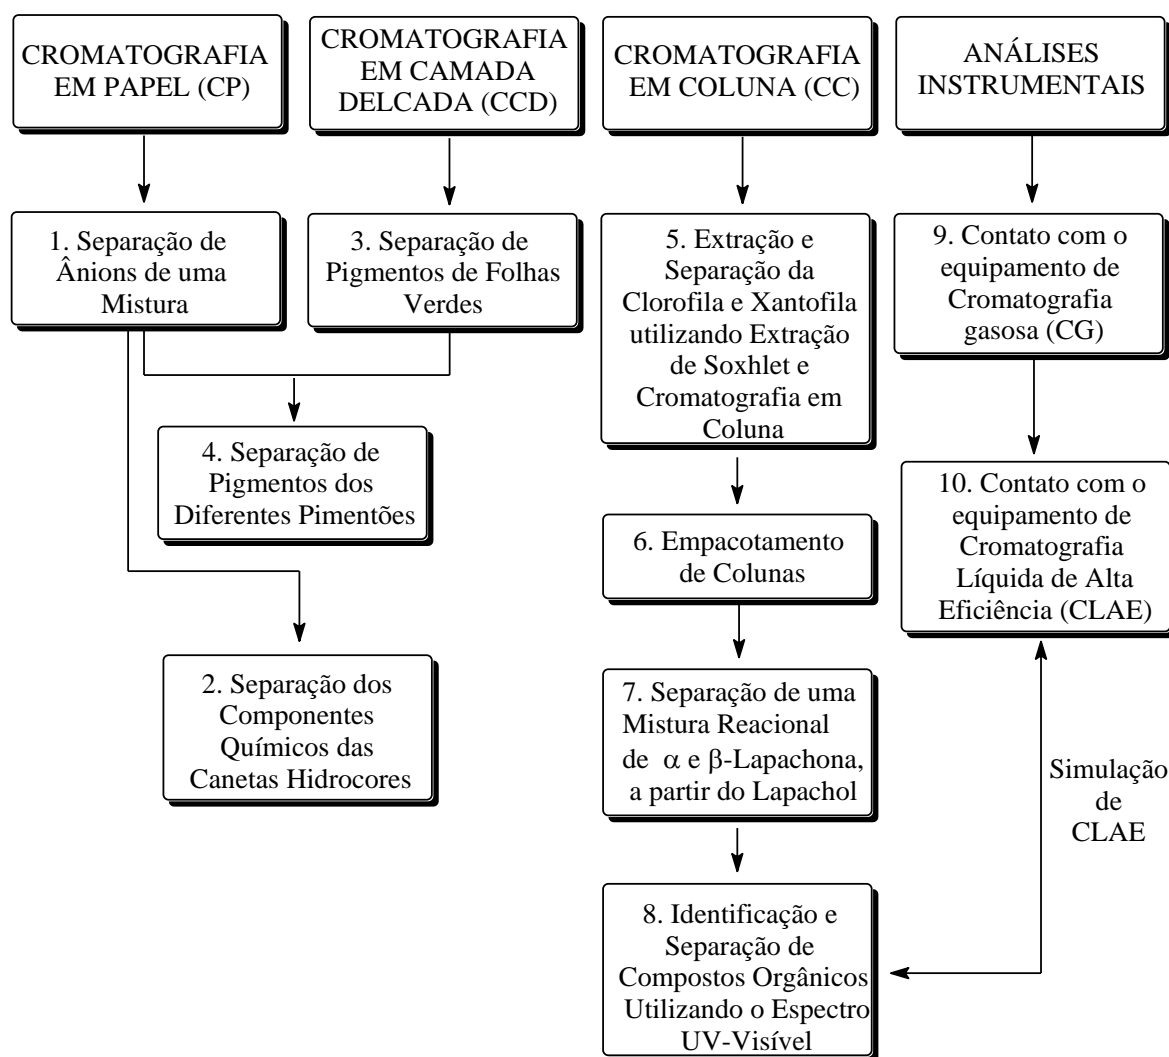 CROMATOGRAFIA
EM PAPEL (CP)
CROMATOGRAFIA
EM CAMADA
DELCADA (CCD)
CROMATOGRAFIA
EM COLUNA (CC)
ANÁLISES
INSTRUMENTAIS
1. Separação de
Ânions de uma
Mistura
3. Separação de
Pigmentos de Folhas
Verdes
5. Extração e
Separação da
Clorofila e Xantofila
utilizando Extração
de Soxhlet e
Cromatografia em
Coluna
9. Contato com o
equipamento de
Cromatografia
gasosa (CG)
4. Separação de
Pigmentos dos
Diferentes Pimentões
6. Empacotamento
de Colunas
10. Contato com o
equipamento de
Cromatografia
Líquida de Alta
Eficiência (CLAE)
2. Separação dos
Componentes
Químicos das
Canetas Hidrocores
7. Separação de uma
Mistura Reacional
de α e β-Lapachona,
a partir do Lapachol
Simulação
de
CLAE
8. Identificação e
Separação de
Compostos Orgânicos
Utilizando o Espectro
UV-Visível